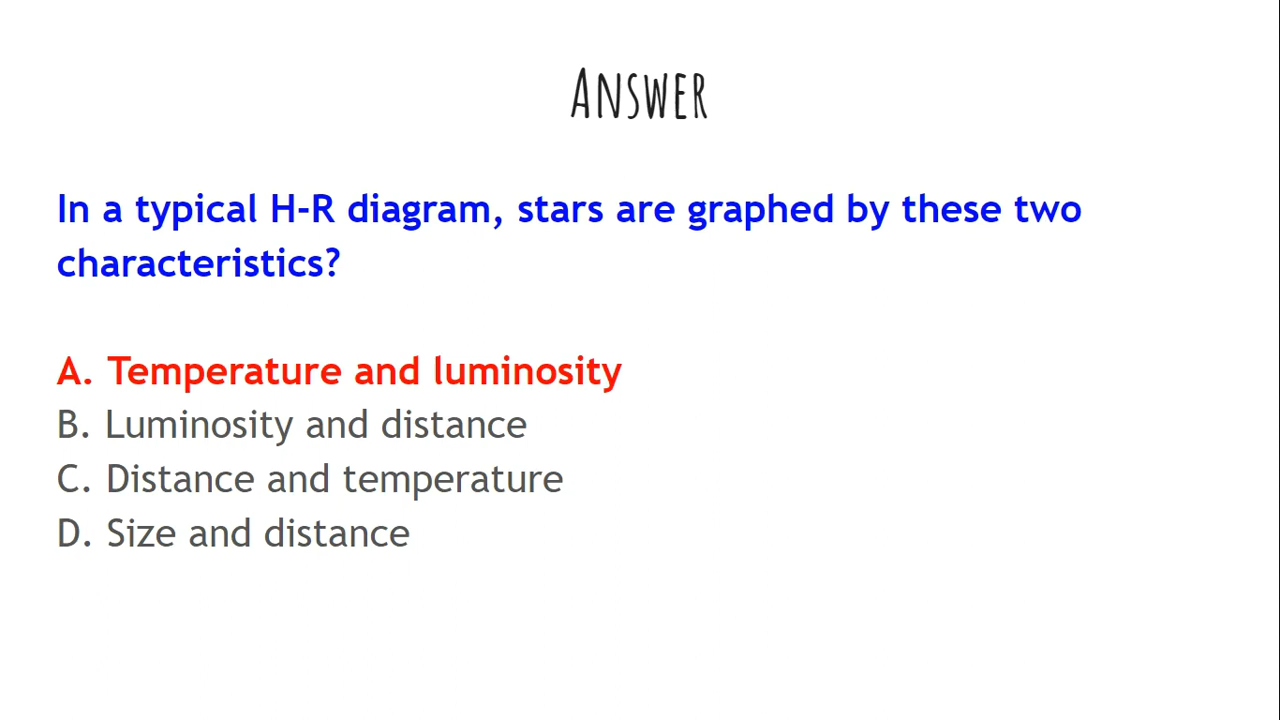 ANSWER
In a typical H-R diagram, stars are graphed by these two
characteristics?
A. Temperature and luminosity
B. Luminosity and distance
C. Distance and temperature
D. Size and distance